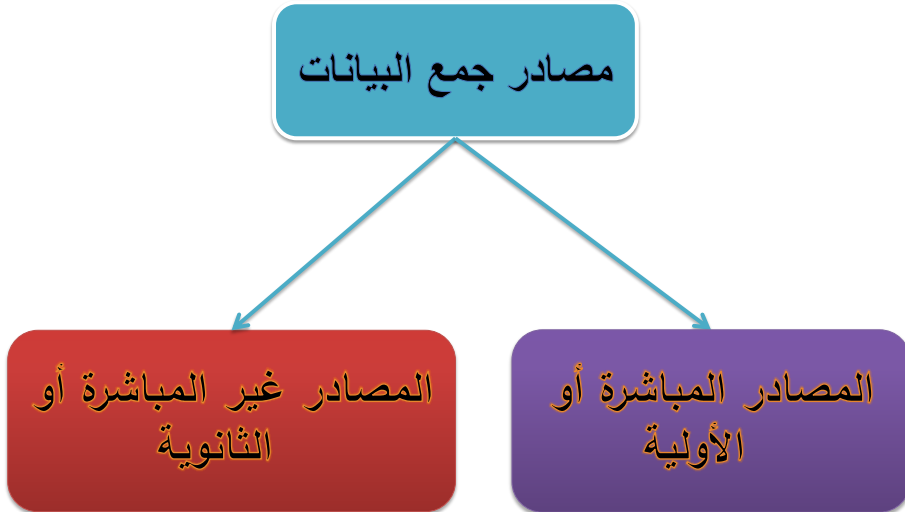 مصادر جمع البيانات
المصادر المباشرة أو
الأولية
المصادر غير المباشرة أو
الثانوية